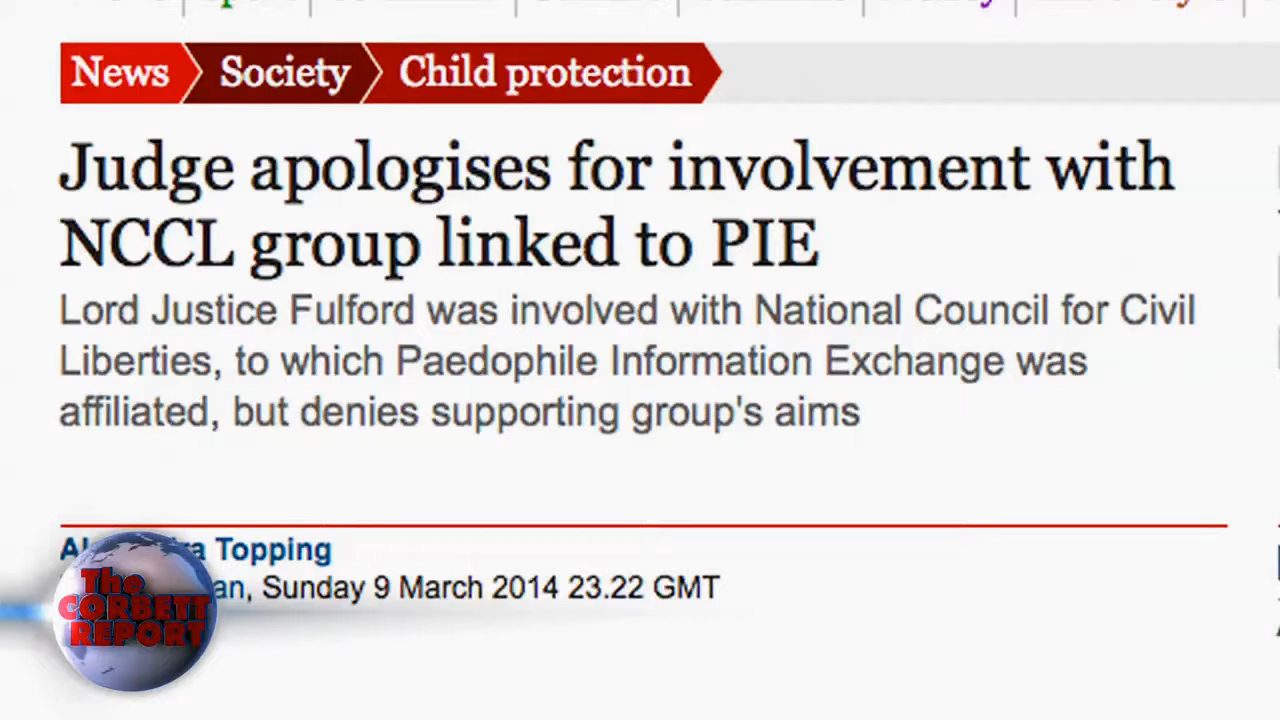 News Society Child protection
Judge apologises for involvement with
NCCL group linked to PIE
Lord Justice Fulford was involved with National Council for Civil
Liberties, to which Paedophile Information Exchange was
affiliated, but denies supporting group's aims
Topping
Sunday 9 March 2014 23.22 GMT
The
CORBETT
REPORT